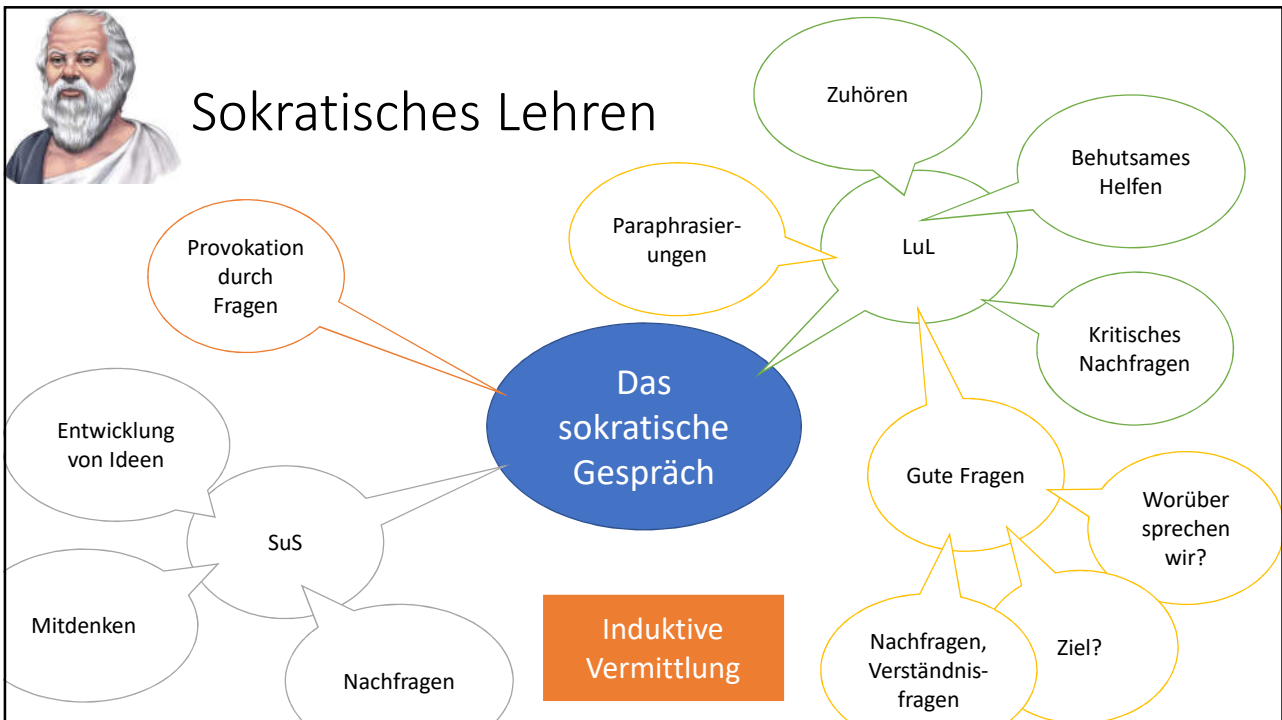 Sokratisches Lehren
Zuhören
Behutsames
Helfen
Paraphrasier-
ungen
LuL
Provokation
durch
Fragen
Kritisches
Nachfragen
Das
sokratische
Gespräch
Entwicklung
von Ideen
Gute Fragen
Worüber
sprechen
wir?
SuS
Mitdenken
Nachfragen
Induktive
Vermittlung
Nachfragen,
Verständnis-
fragen
Ziel?